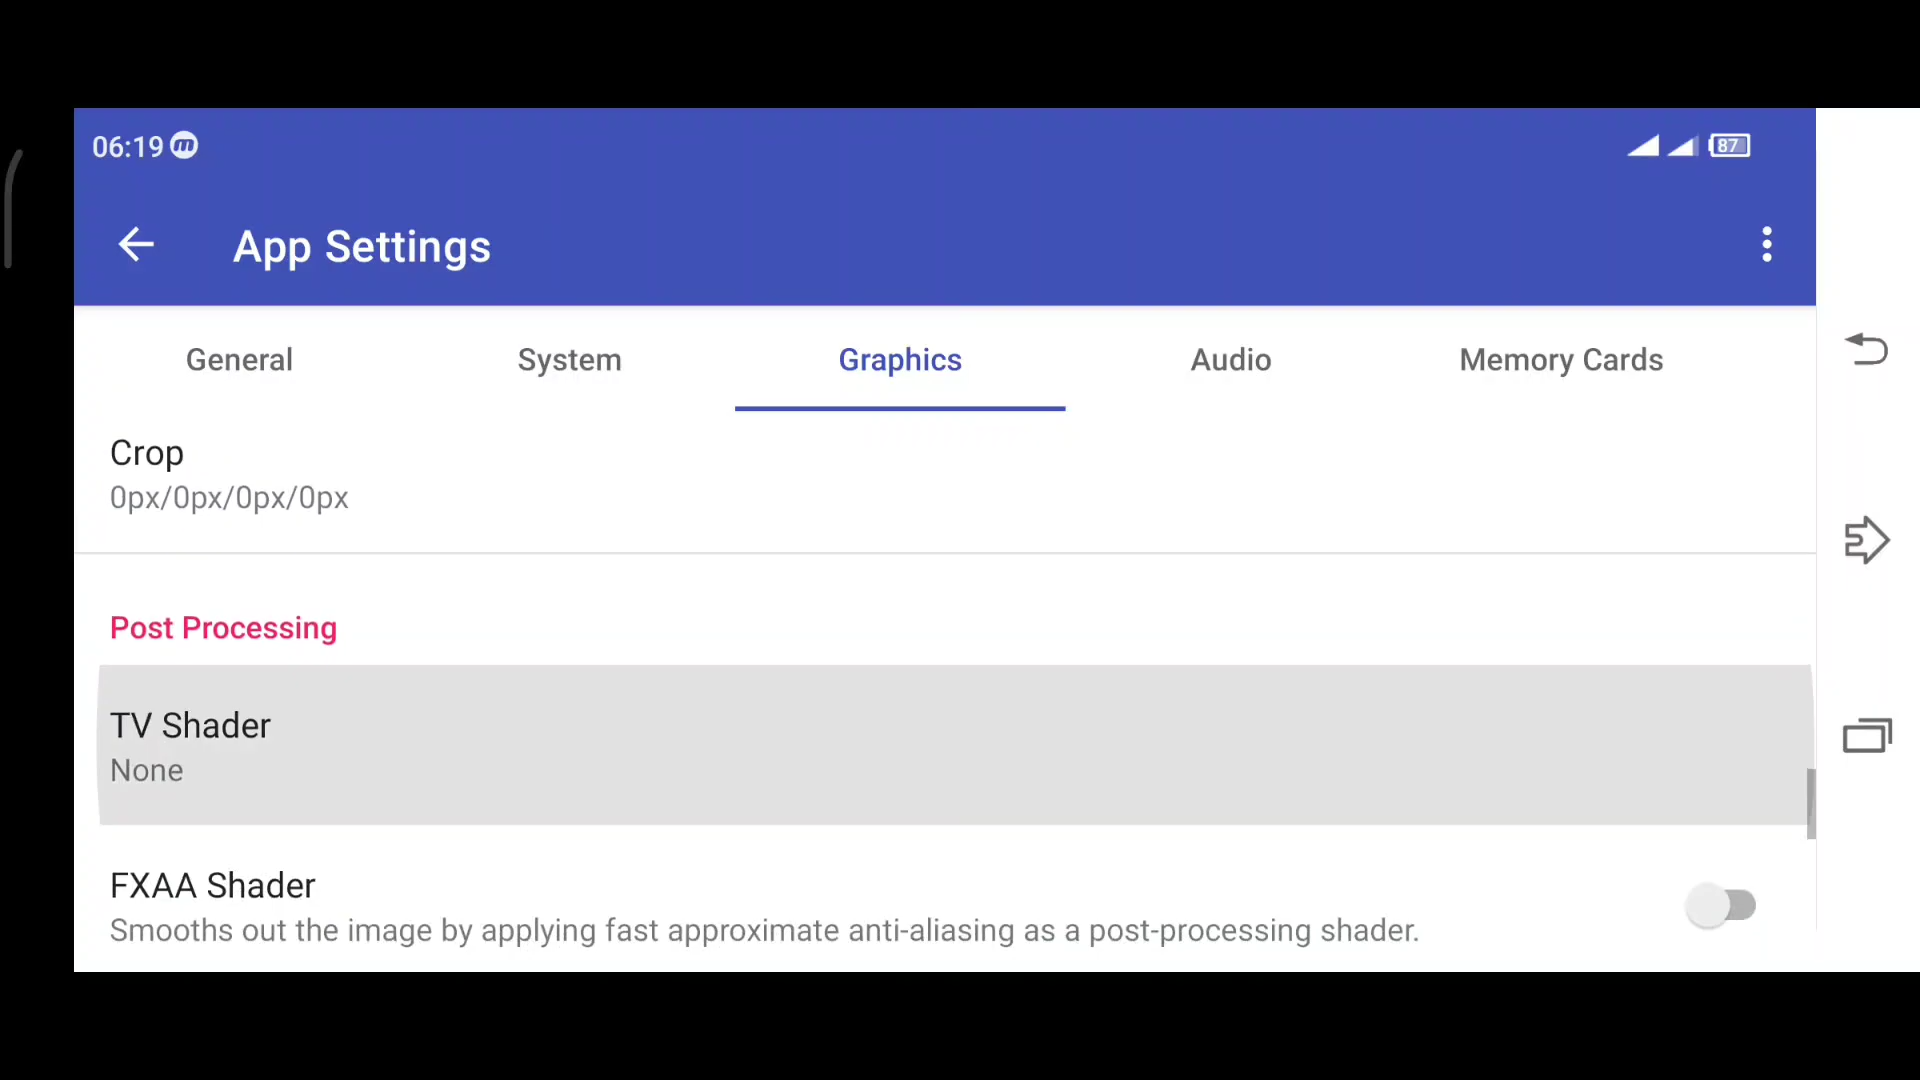 06:19
87
App Settings
General System Graphics Audio Memory Cards
Crop
0px/0px/0px/0px
Post Processing
TV Shader
None
FXAA Shader
Smooths out the image by applying fast approximate anti-aliasing as a post-processing shader.